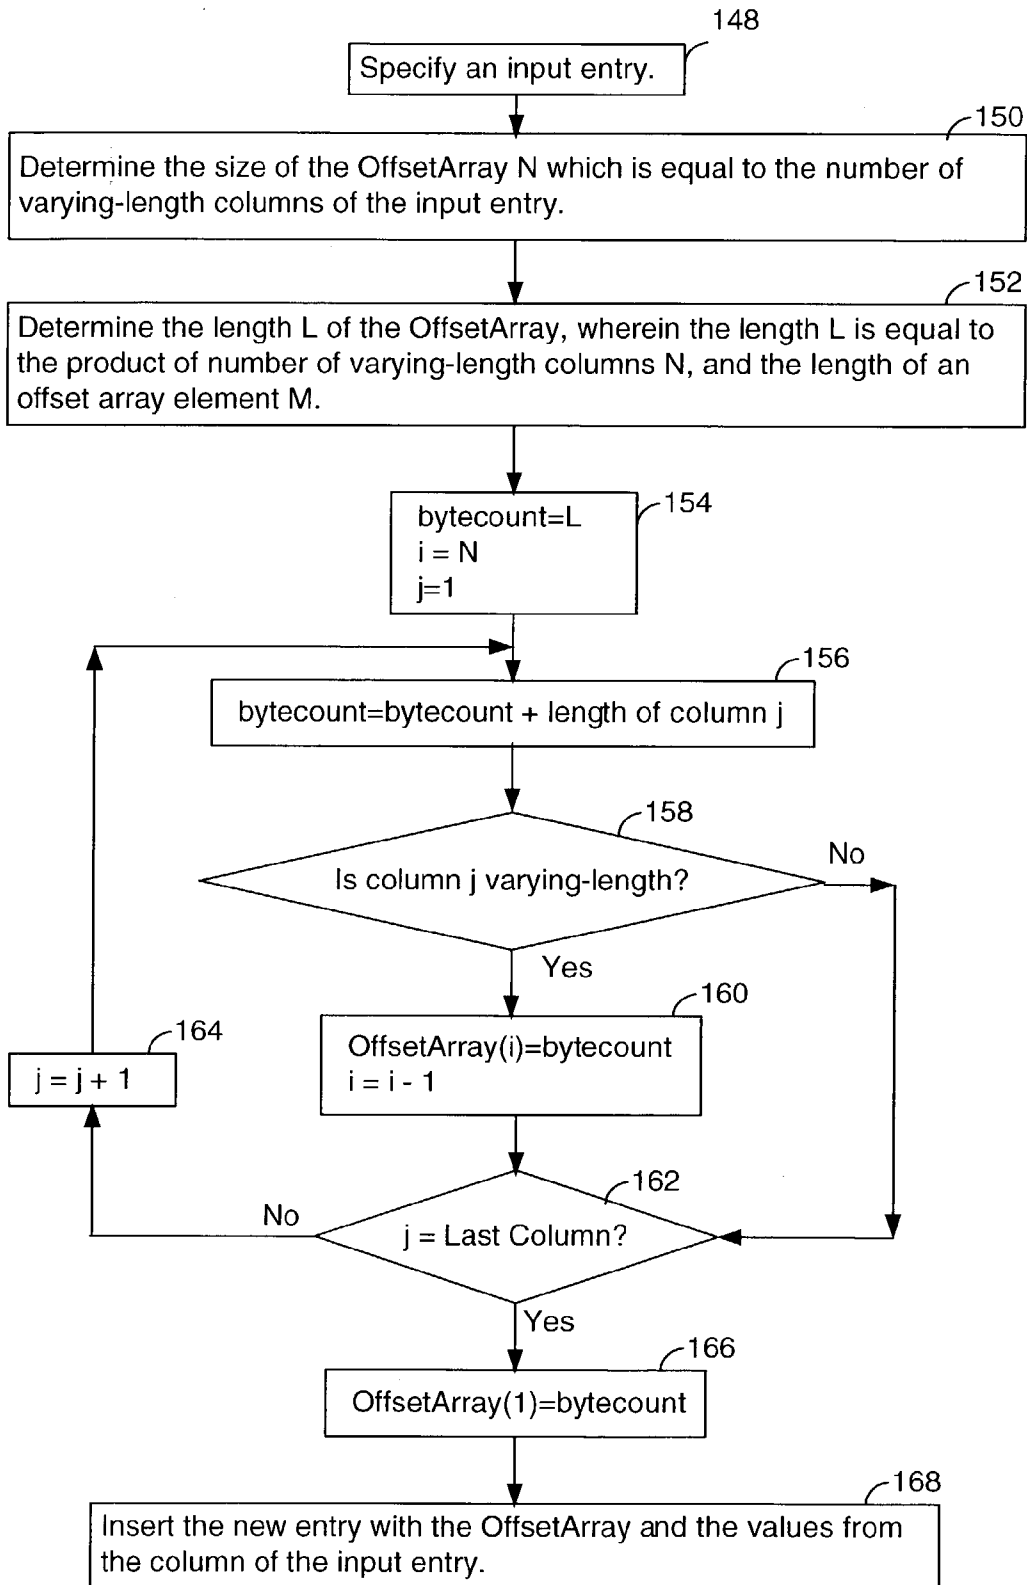 148
Specify an input entry.
150
Determine the size of the OffsetArray N which is equal to the number of
varying-length columns of the input entry.
152
Determine the length L of the OffsetArray, wherein the length L is equal to
the product of number of varying-length columns N, and the length of an
offset array element M.
154
bytecount=L
i = N
j=1
156
bytecount=bytecount + length of column j
158
Is column j varying-length?
No
Yes
160
OffsetArray(i)=bytecount
i = i - 1
164
j = j + 1
162
j = Last Column?
No
Yes
166
OffsetArray(1)=bytecount
168
Insert the new entry with the OffsetArray and the values from
the column of the input entry.